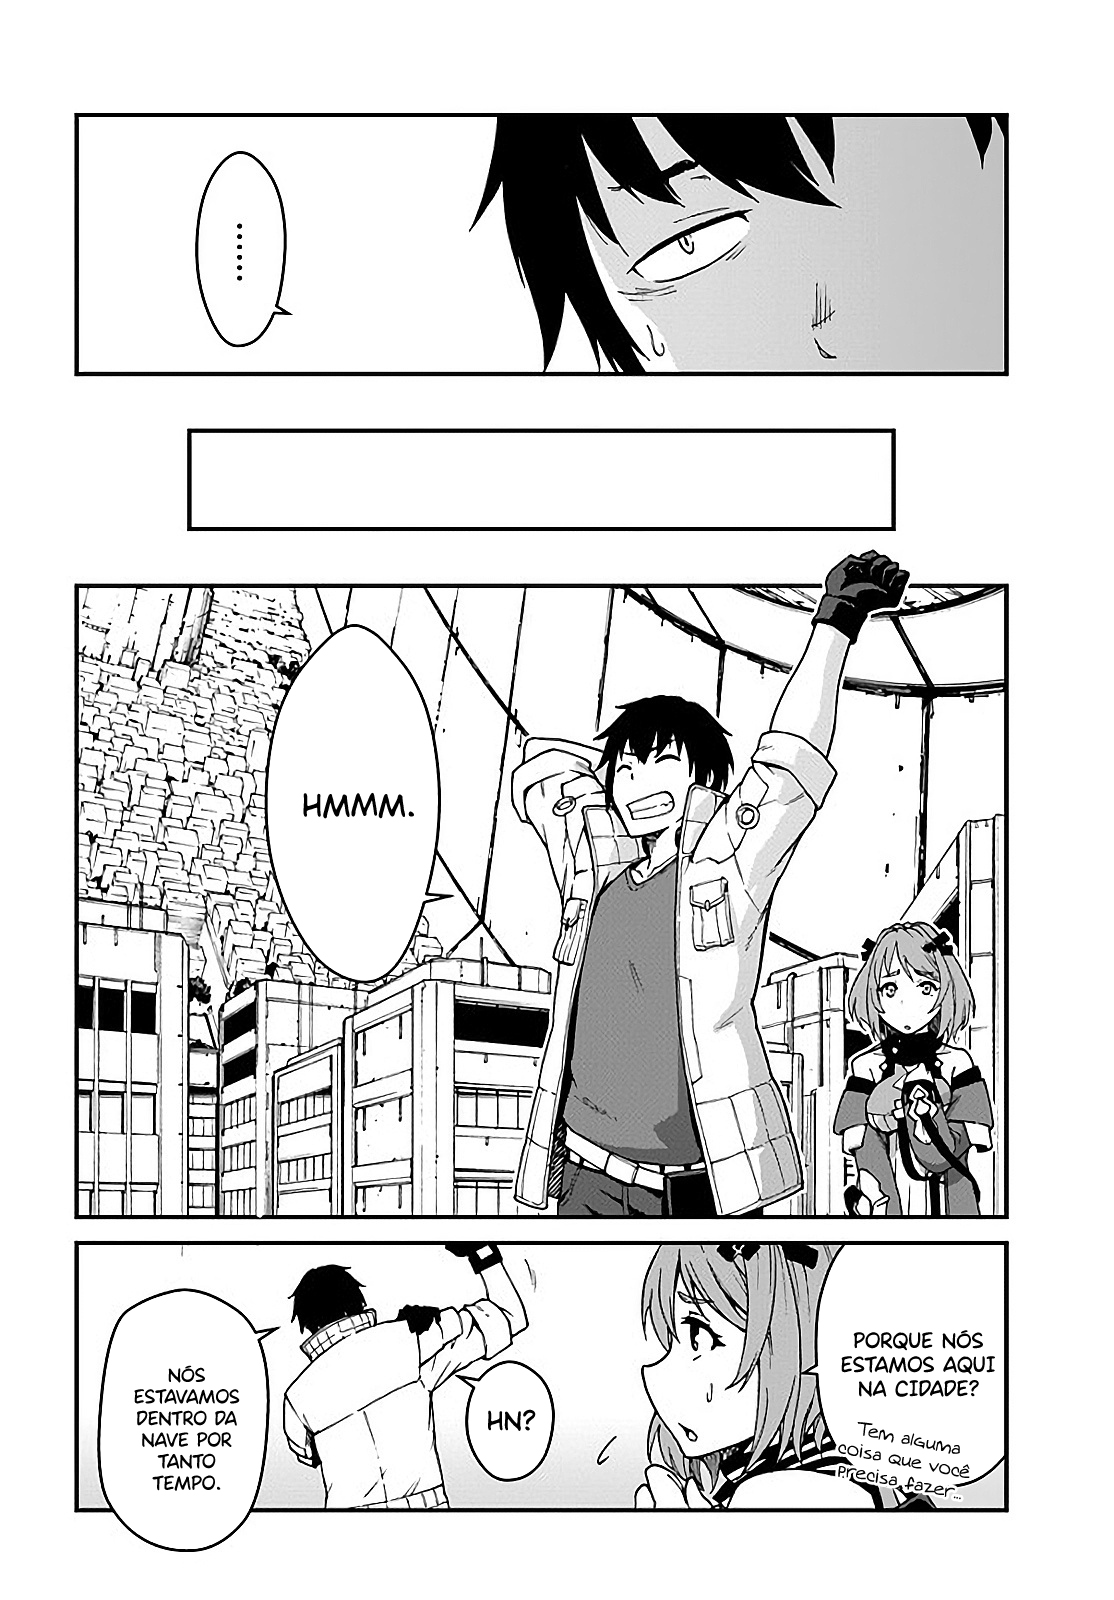 ........
HMMM.
PORQUE NÓS
ESTAMOS AQUI
NA CIDADE?
Tem alguma
coisa que você
precisa fazer...
HN?
NÓS
ESTAVAMOS
DENTRO DA
NAVE POR
TANTO
TEMPO.